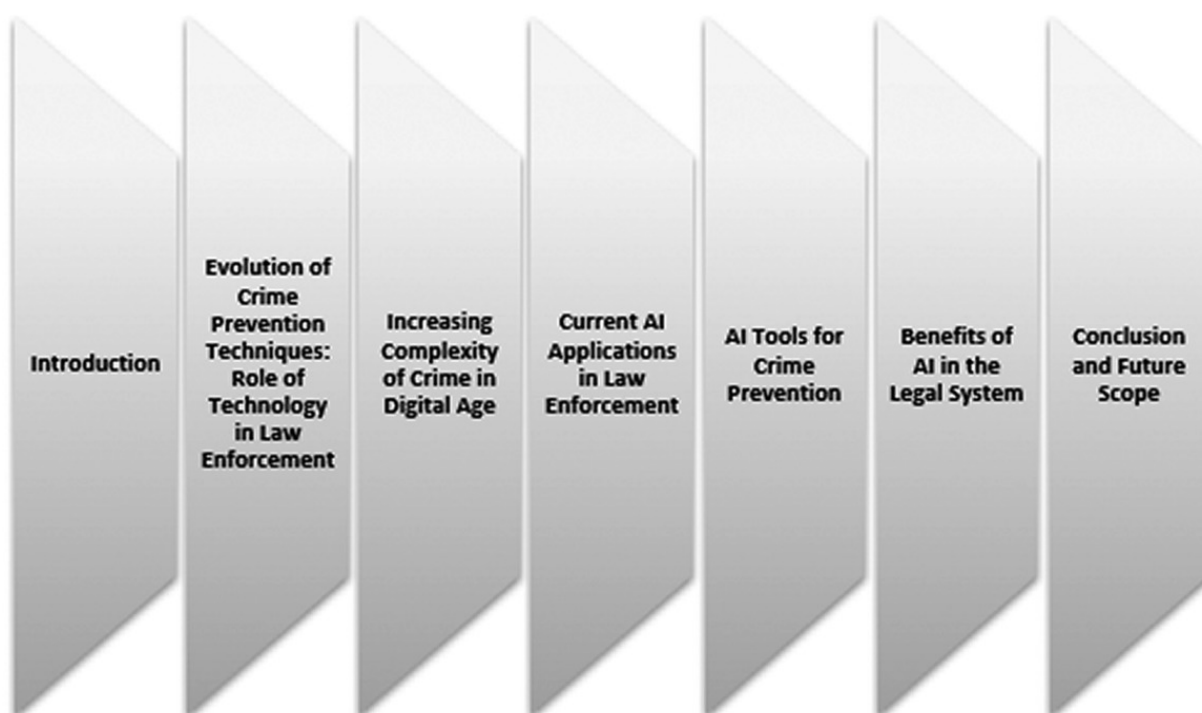 Introduction
Evolution of
Crime
Prevention
Techniques:
Role of
Technology
in Law
Enforcement
Increasing
Complexity
of Crime in
Digital Age
Current AI
Applications
in Law
Enforcement
AI Tools for
Crime
Prevention
Benefits of
AI in the
Legal System
Conclusion
and Future
Scope